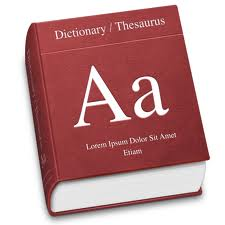 Dictionary / Thesaurus
Aa
Lorem Ipsum Dolor Sit Amet
Etiam